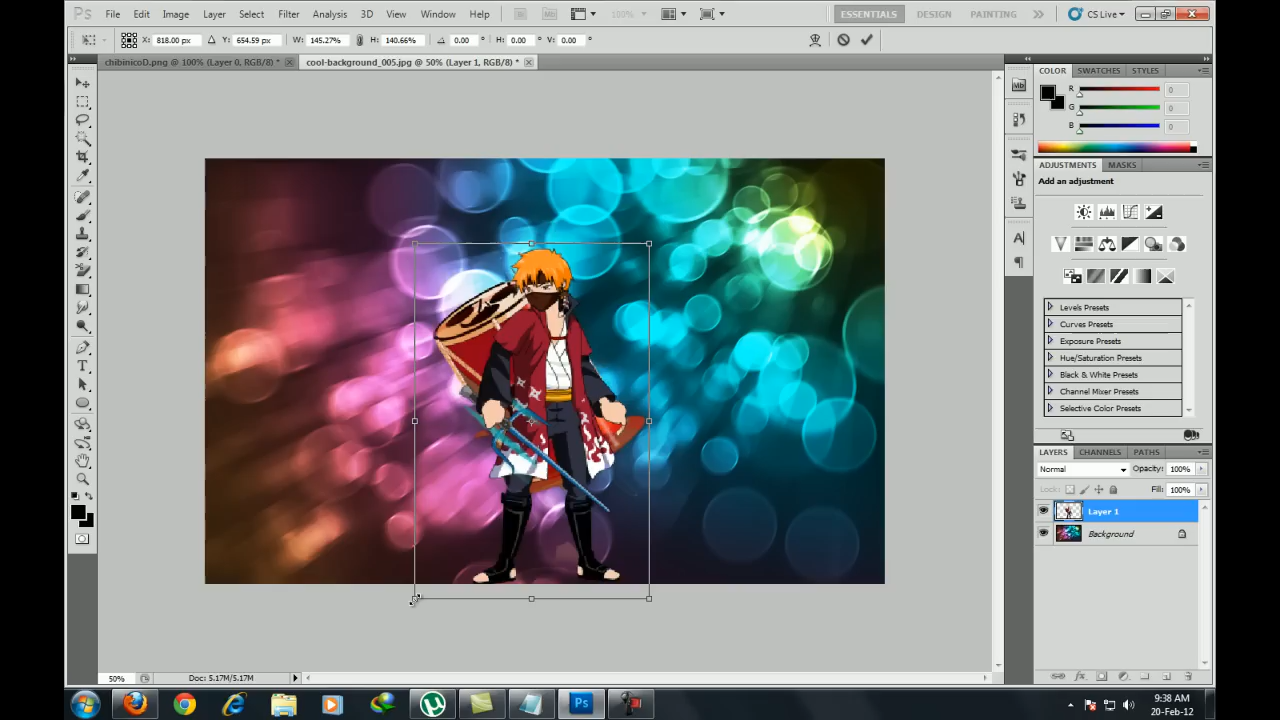 Ps File Edit Image Layer Select Filter Analysis 3D View Window Help Mb 100% ESSENTIALS DESIGN PAINTING CS Live
X: 818.00 px Y: 654.59 px W: 145.27% H: 140.66% 0.00 ° H: 0.00 ° V: 0.00 °
chibinicoD.png @ 100% (Layer 0, RGB/8) * cool-background_005.jpg @ 50% (Layer 1, RGB/8) *
COLOR SWATCHES STYLES
Mb
R 0
G 0
B 0
ADJUSTMENTS MASKS
Add an adjustment
Levels Presets
Curves Presets
Exposure Presets
Hue/Saturation Presets
Black & White Presets
Channel Mixer Presets
Selective Color Presets
LAYERS CHANNELS PATHS
Normal Opacity: 100%
Lock: Fill: 100%
Layer 1
Background
50% Doc: 5.17M/5.17M
Ps
9:38 AM
20-Feb-12